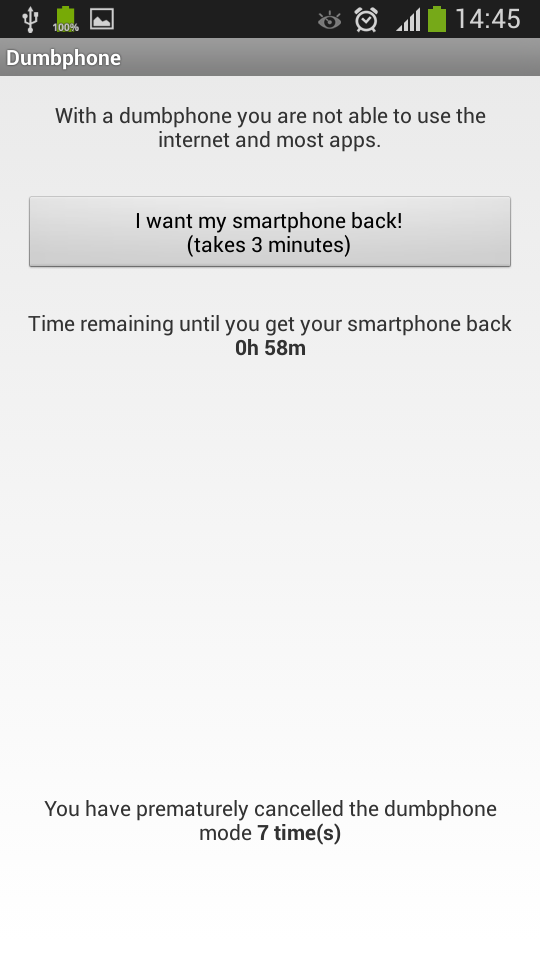 100%
14:45
Dumbphone
With a dumbphone you are not able to use the
internet and most apps.
I want my smartphone back!
(takes 3 minutes)
Time remaining until you get your smartphone back
0h 58m
You have prematurely cancelled the dumbphone
mode 7 time(s)